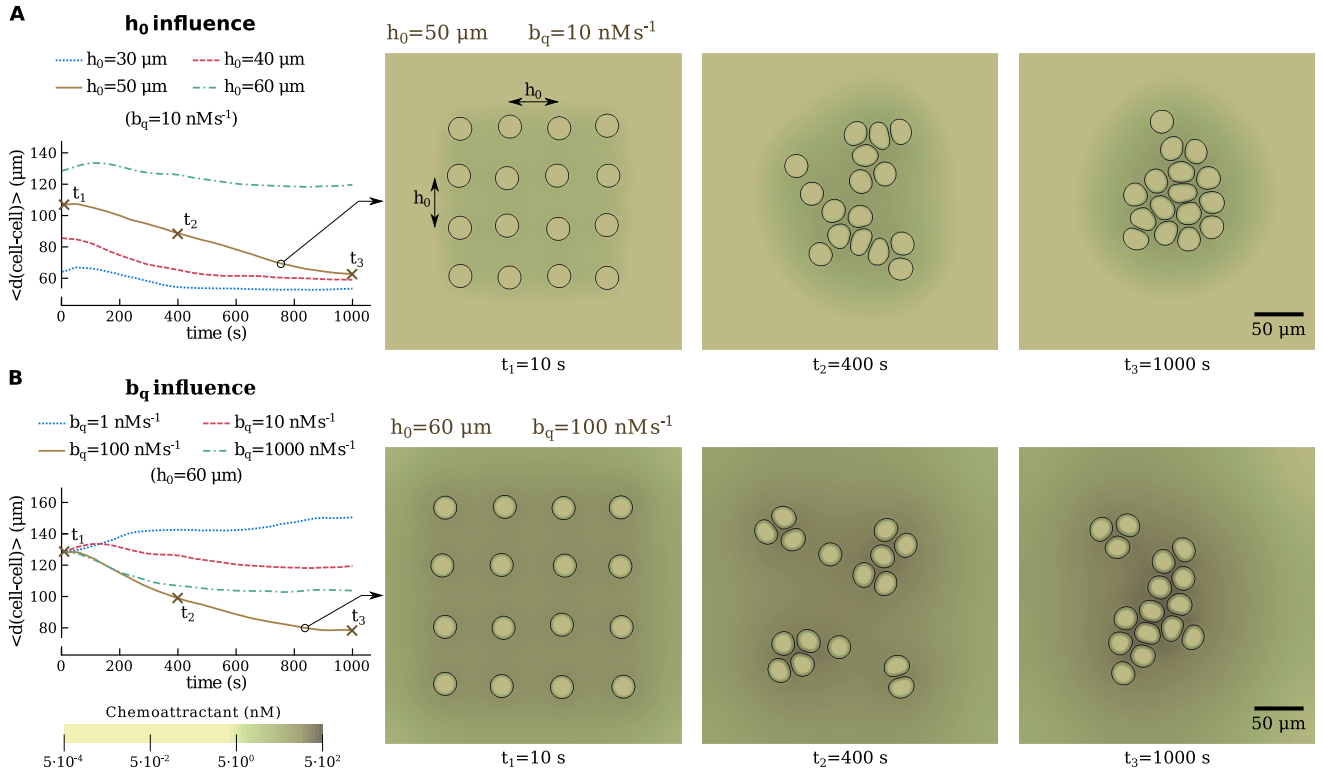 A
h₀ influence
h₀=30 μm
h₀=40 μm
h₀=50 μm
h₀=60 μm
(b_q=10 nMs⁻¹)
<d(cell-cell)> (μm)
140
120
100
80
60
t₁
t₂
t₃
0 200 400 600 800 1000
time (s)
h₀=50 μm b_q=10 nMs⁻¹
h₀
h₀
50 μm
t₁=10 s
t₂=400 s
t₃=1000 s
B
b_q influence
b_q=1 nMs⁻¹
b_q=10 nMs⁻¹
b_q=100 nMs⁻¹
b_q=1000 nMs⁻¹
(h₀=60 μm)
<d(cell-cell)> (μm)
160
140
120
100
80
t₁
t₂
t₃
0 200 400 600 800 1000
time (s)
h₀=60 μm b_q=100 nMs⁻¹
50 μm
t₁=10 s
t₂=400 s
t₃=1000 s
Chemoattractant (nM)
5·10⁻⁴ 5·10⁻² 5·10⁰ 5·10²